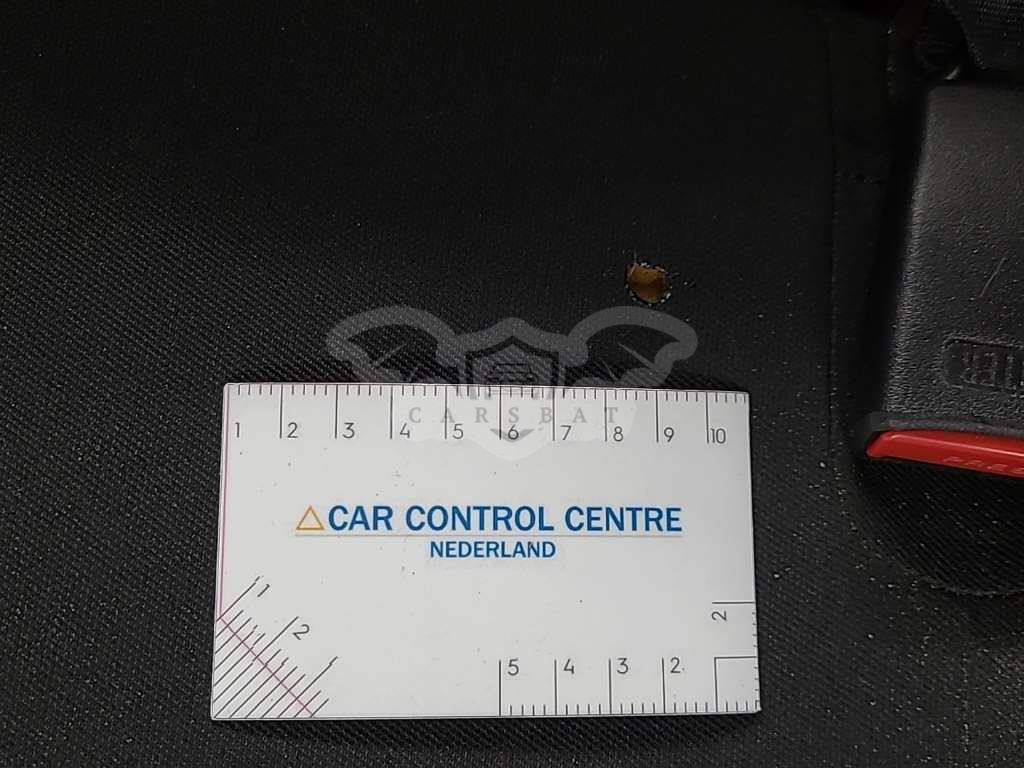 CARSBAT
1 2 3 4 5 6 7 8 9 10
CAR CONTROL CENTRE
NEDERLAND
1
2
2
5 4 3 2